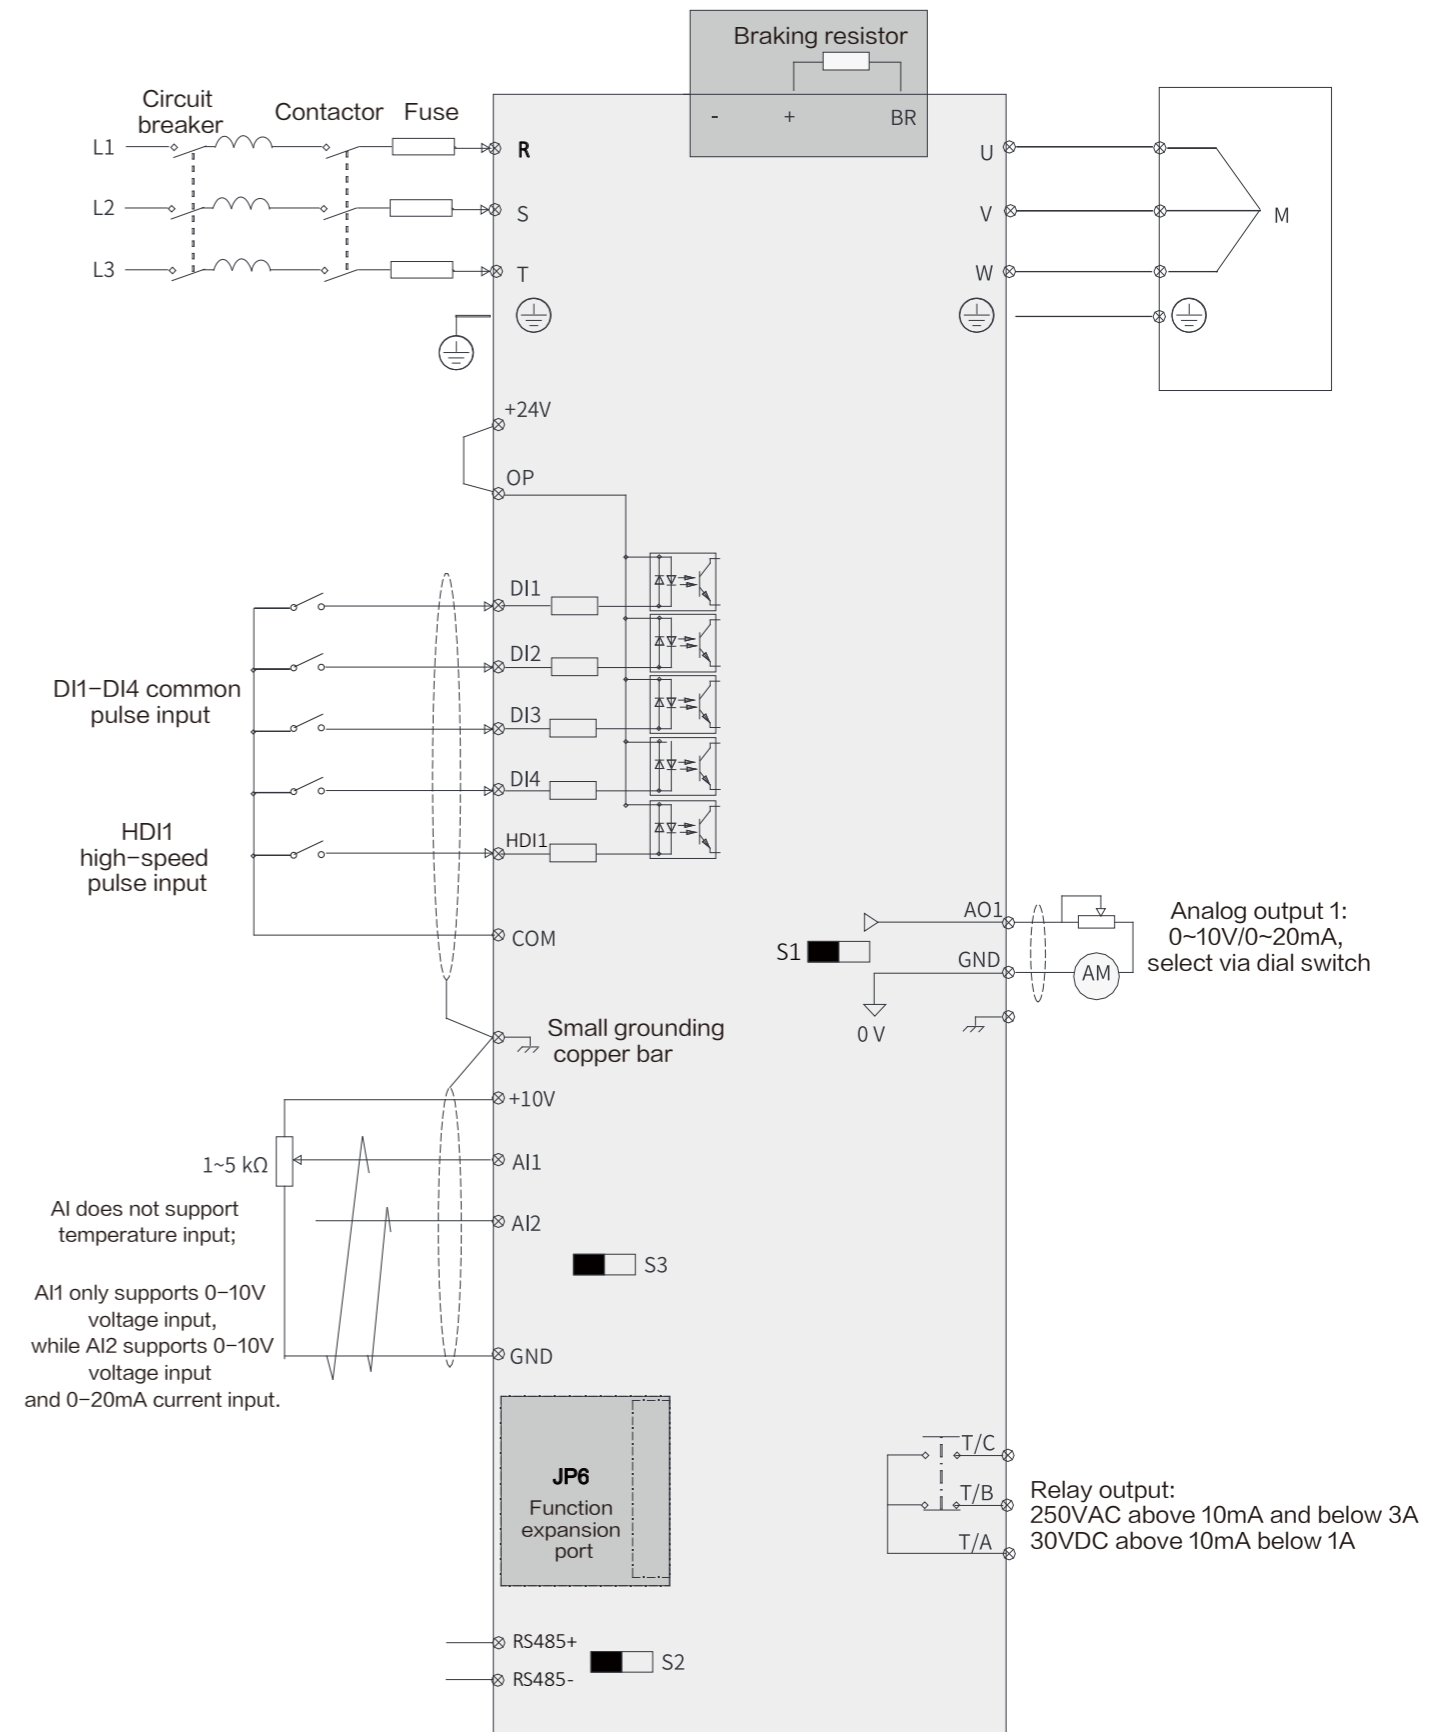 Braking resistor
- + BR
Circuit
breaker
Contactor
Fuse
L1
R
L2
S
L3
T
U
V
W
M
+24V
OP
DI1
DI2
DI3
DI4
HDI1
COM
DI1-DI4 common
pulse input
HDI1
high-speed
pulse input
AO1
S1
GND
0 V
AM
Analog output 1:
0~10V/0~20mA,
select via dial switch
Small grounding
copper bar
+10V
1~5 kΩ
AI1
AI2
S3
GND
AI does not support
temperature input;
AI1 only supports 0-10V
voltage input,
while AI2 supports 0-10V
voltage input
and 0-20mA current input.
JP6
Function
expansion
port
T/C
T/B
T/A
Relay output:
250VAC above 10mA and below 3A
30VDC above 10mA below 1A
RS485+
RS485-
S2